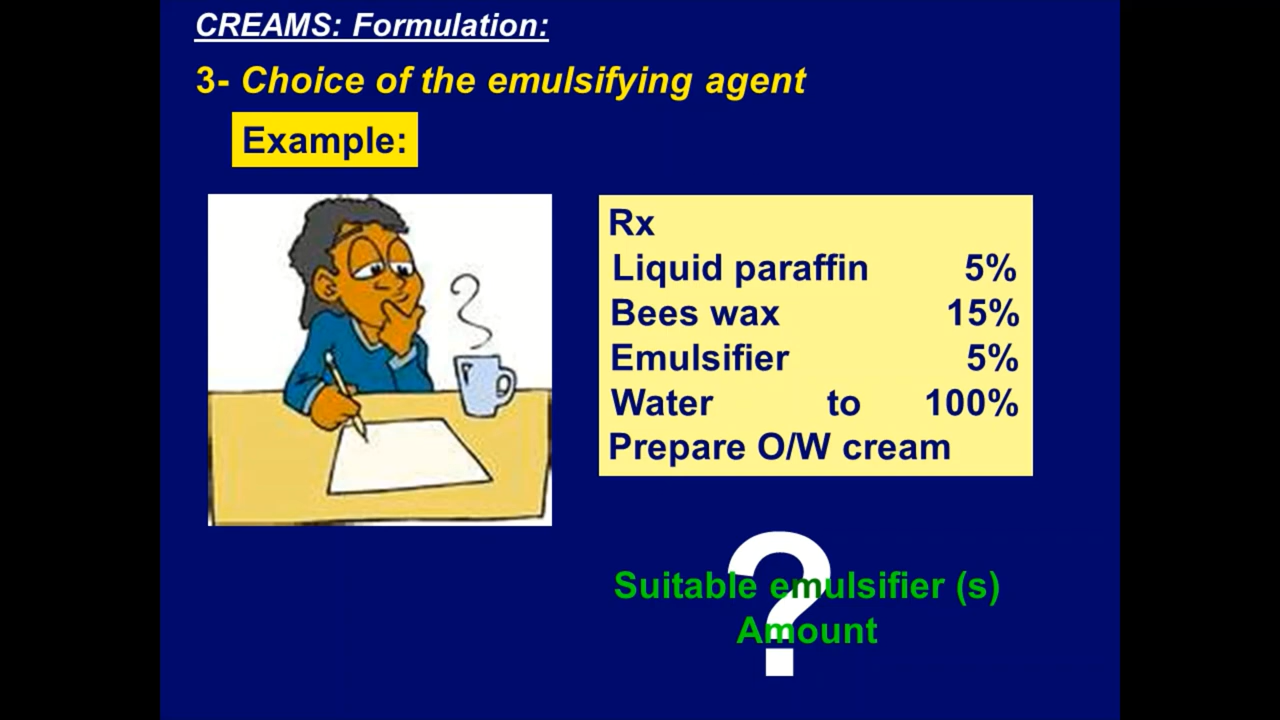 CREAMS: Formulation:
3- Choice of the emulsifying agent
Example:
Rx
Liquid paraffin 5%
Bees wax 15%
Emulsifier 5%
Water to 100%
Prepare O/W cream
?
Suitable emulsifier (s)
Amount